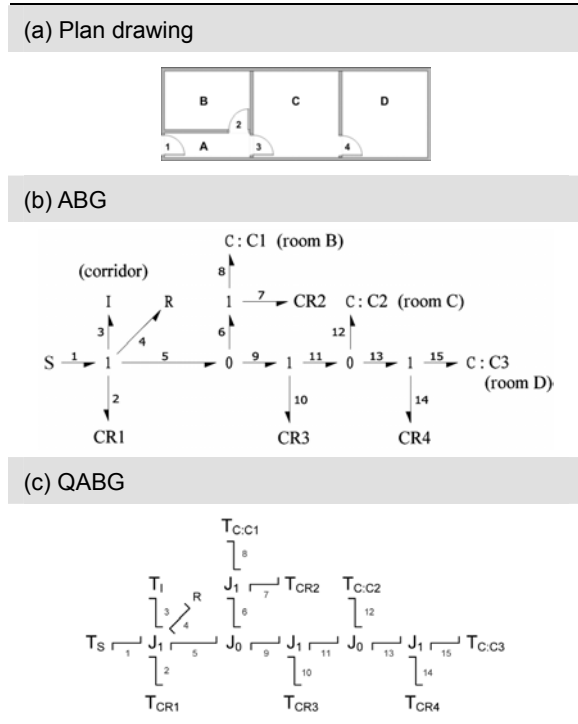 (a) Plan drawing
B C D
2
1 A 3 4
(b) ABG
C : C1 (room B)
(corridor) 8
I R 1 7 CR2 C : C2 (room C)
3 4 6 12
S 1 1 5 0 9 1 11 0 13 1 15 C : C3
(room D)
2 10 14
CR1 CR3 CR4
(c) QABG
T_C:C1
8
T_I R J_1 7 T_CR2 T_C:C2
3 4 6 12
T_S 1 J_1 5 J_0 9 J_1 11 J_0 13 J_1 15 T_C:C3
2 10 14
T_CR1 T_CR3 T_CR4